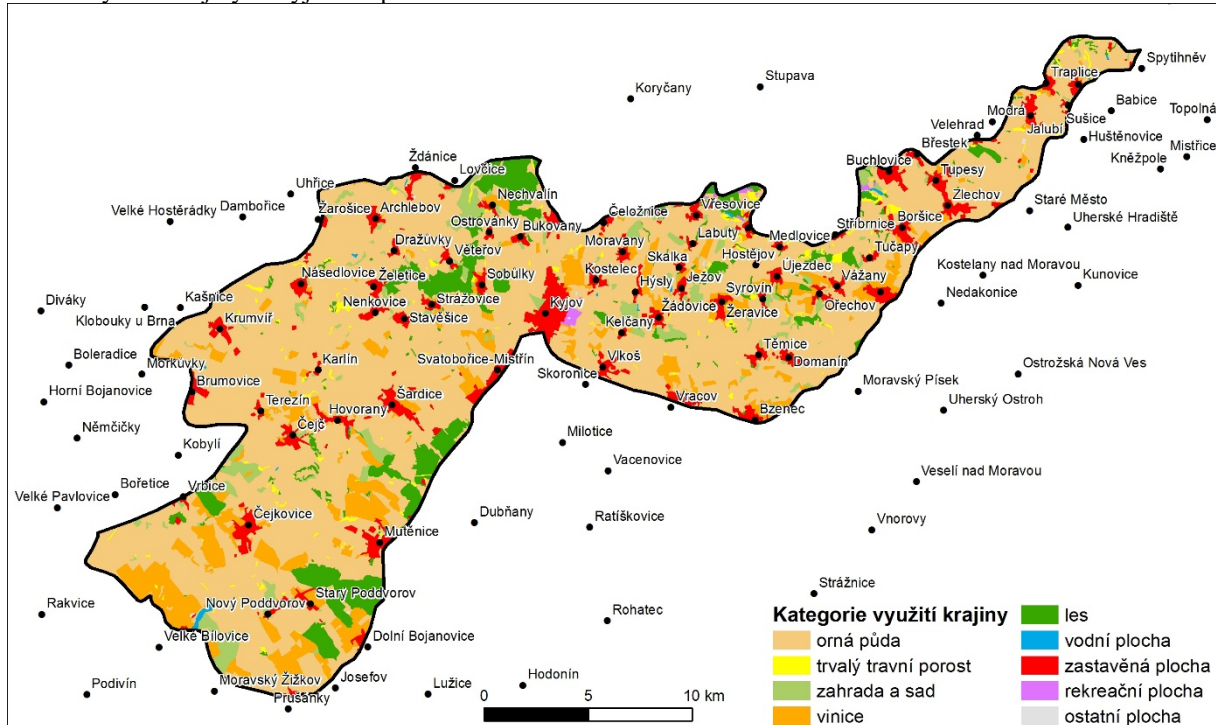 Spytihněv
Stupava
Traplice
Koryčany
Babice
Modrá
Topolná
Sušice
Velehrad
Jalubí
Huštěnovice
Břestek
Mistřice
Kněžpole
Ždánice
Buchlovice
Lovčice
Tupesy
Uhřice
Nechvalín
Zlechov
Staré Město
Dambořice
Velké Hostěrádky
Žarošice
Archlebov
Čeložnice
Vřesovice
Ostrovánky
Bukovany
Boršice
Uherské Hradiště
Stříbrnice
Labuty
Medlovice
Moravany
Dražůvky
Věteřov
Tučapy
Skalka
Hostějov
Kostelany nad Moravou
Kunovice
Újezdec
Násedlovice
Želetice
Sobůlky
Kostelec
Hýsly
Ježov
Syrovín
Vážany
Nedakonice
Diváky
Kašnice
Nenkovice
Strážovice
Kyjov
Žádovice
Žeravice
Ořechov
Klobouky u Brna
Stavěšice
Krumvíř
Kelčany
Boleradice
Karlín
Svatobořice-Mistřín
Vlkoš
Těmice
Domanín
Ostrožská Nová Ves
Morkůvky
Skoronice
Moravský Písek
Horní Bojanovice
Brumovice
Šardice
Terezín
Hovorany
Vracov
Bzenec
Uherský Ostroh
Němčičky
Čejč
Milotice
Kobylí
Vacenovice
Veselí nad Moravou
Velké Pavlovice
Bořetice
Vrbice
Čejkovice
Dubňany
Ratíškovice
Vnorovy
Mutěnice
Strážnice
Rakvice
Nový Poddvorov
Starý Poddvorov
Rohatec
Velké Bílovice
Dolní Bojanovice
Podivín
Moravský Žižkov
Josefov
Lužice
Hodonín
Prušánky
0 5 10 km
Kategorie využití krajiny
orná půda
trvalý travní porost
zahrada a sad
vinice
les
vodní plocha
zastavěná plocha
rekreační plocha
ostatní plocha